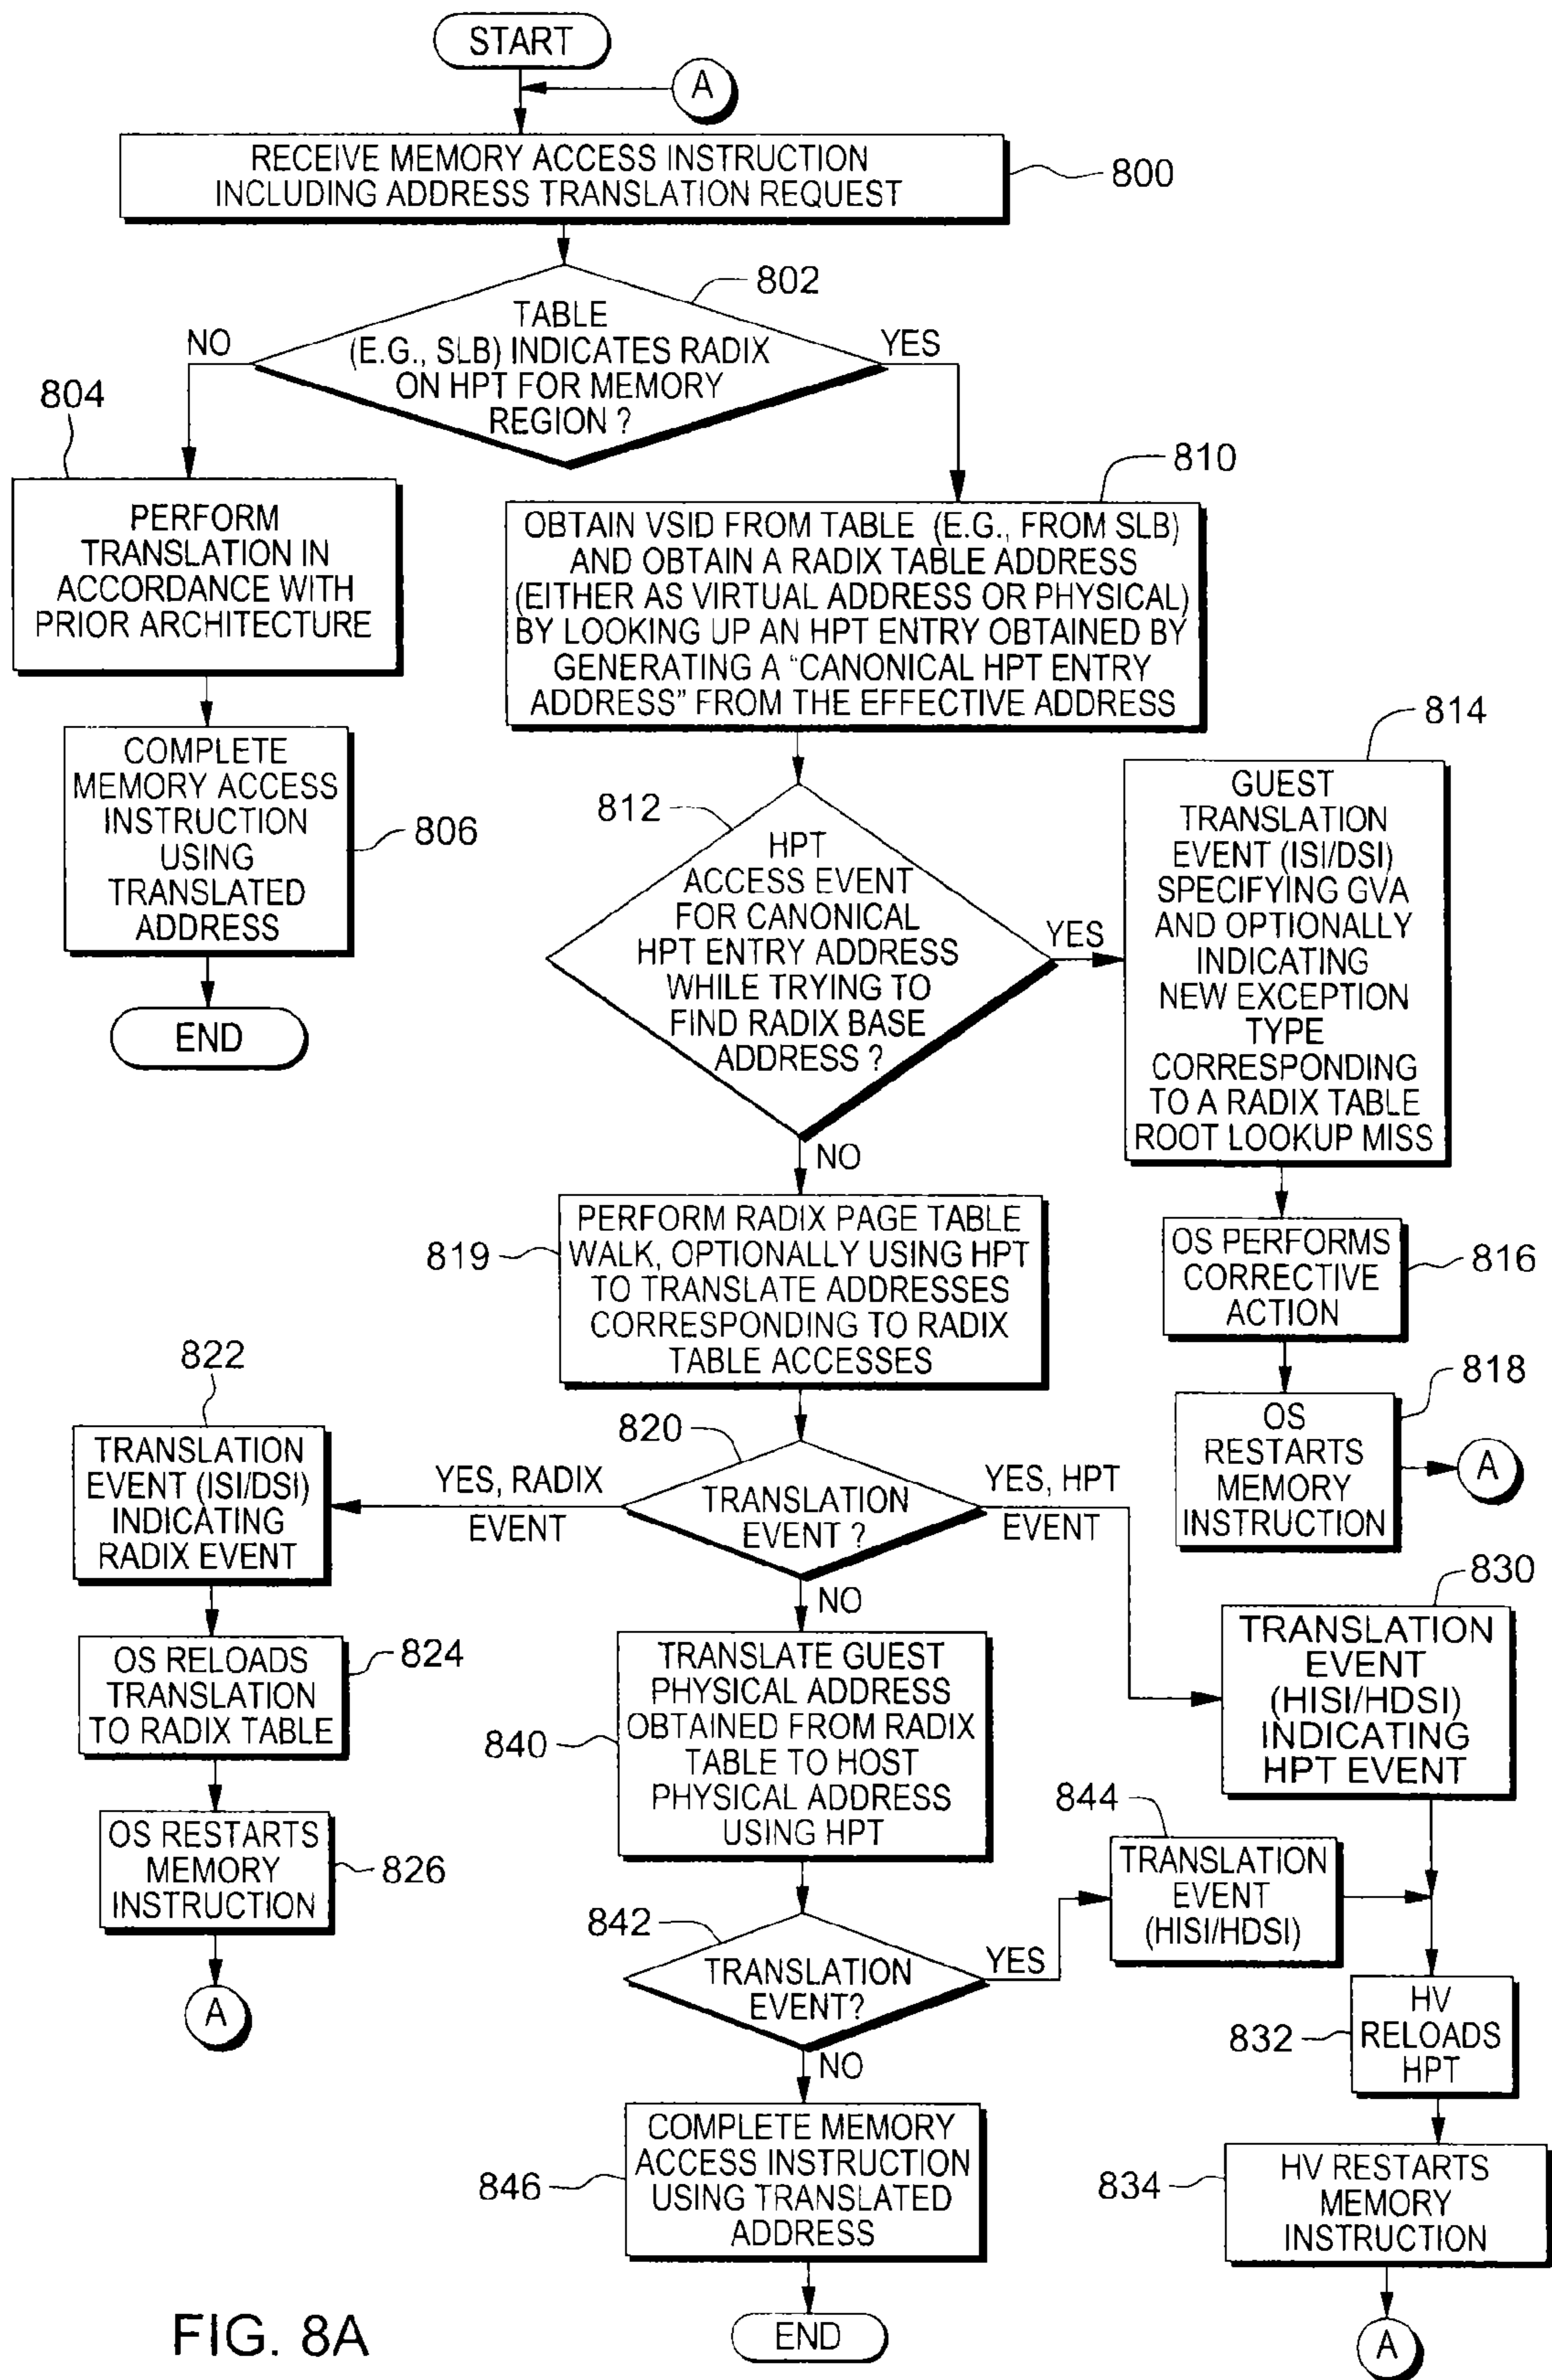 START
A
RECEIVE MEMORY ACCESS INSTRUCTION
INCLUDING ADDRESS TRANSLATION REQUEST
800
802
TABLE
(E.G., SLB) INDICATES RADIX
ON HPT FOR MEMORY
REGION ?
NO
YES
804
PERFORM
TRANSLATION IN
ACCORDANCE WITH
PRIOR ARCHITECTURE
COMPLETE
MEMORY ACCESS
INSTRUCTION
USING
TRANSLATED
ADDRESS
806
END
810
OBTAIN VSID FROM TABLE (E.G., FROM SLB)
AND OBTAIN A RADIX TABLE ADDRESS
(EITHER AS VIRTUAL ADDRESS OR PHYSICAL)
BY LOOKING UP AN HPT ENTRY OBTAINED BY
GENERATING A "CANONICAL HPT ENTRY
ADDRESS" FROM THE EFFECTIVE ADDRESS
812
HPT
ACCESS EVENT
FOR CANONICAL
HPT ENTRY ADDRESS
WHILE TRYING TO
FIND RADIX BASE
ADDRESS ?
YES
NO
814
GUEST
TRANSLATION
EVENT (ISI/DSI)
SPECIFYING GVA
AND OPTIONALLY
INDICATING
NEW EXCEPTION
TYPE
CORRESPONDING
TO A RADIX TABLE
ROOT LOOKUP MISS
OS PERFORMS
CORRECTIVE
ACTION
816
818
OS
RESTARTS
MEMORY
INSTRUCTION
A
819
PERFORM RADIX PAGE TABLE
WALK, OPTIONALLY USING HPT
TO TRANSLATE ADDRESSES
CORRESPONDING TO RADIX
TABLE ACCESSES
820
TRANSLATION
EVENT ?
YES, RADIX
EVENT
YES, HPT
EVENT
NO
822
TRANSLATION
EVENT (ISI/DSI)
INDICATING
RADIX EVENT
OS RELOADS
TRANSLATION
TO RADIX TABLE
824
OS RESTARTS
MEMORY
INSTRUCTION
826
A
830
TRANSLATION
EVENT
(HISI/HDSI)
INDICATING
HPT EVENT
840
TRANSLATE GUEST
PHYSICAL ADDRESS
OBTAINED FROM RADIX
TABLE TO HOST
PHYSICAL ADDRESS
USING HPT
842
TRANSLATION
EVENT?
YES
NO
844
TRANSLATION
EVENT
(HISI/HDSI)
832
HV
RELOADS
HPT
834
HV RESTARTS
MEMORY
INSTRUCTION
A
846
COMPLETE MEMORY
ACCESS INSTRUCTION
USING TRANSLATED
ADDRESS
END
FIG. 8A